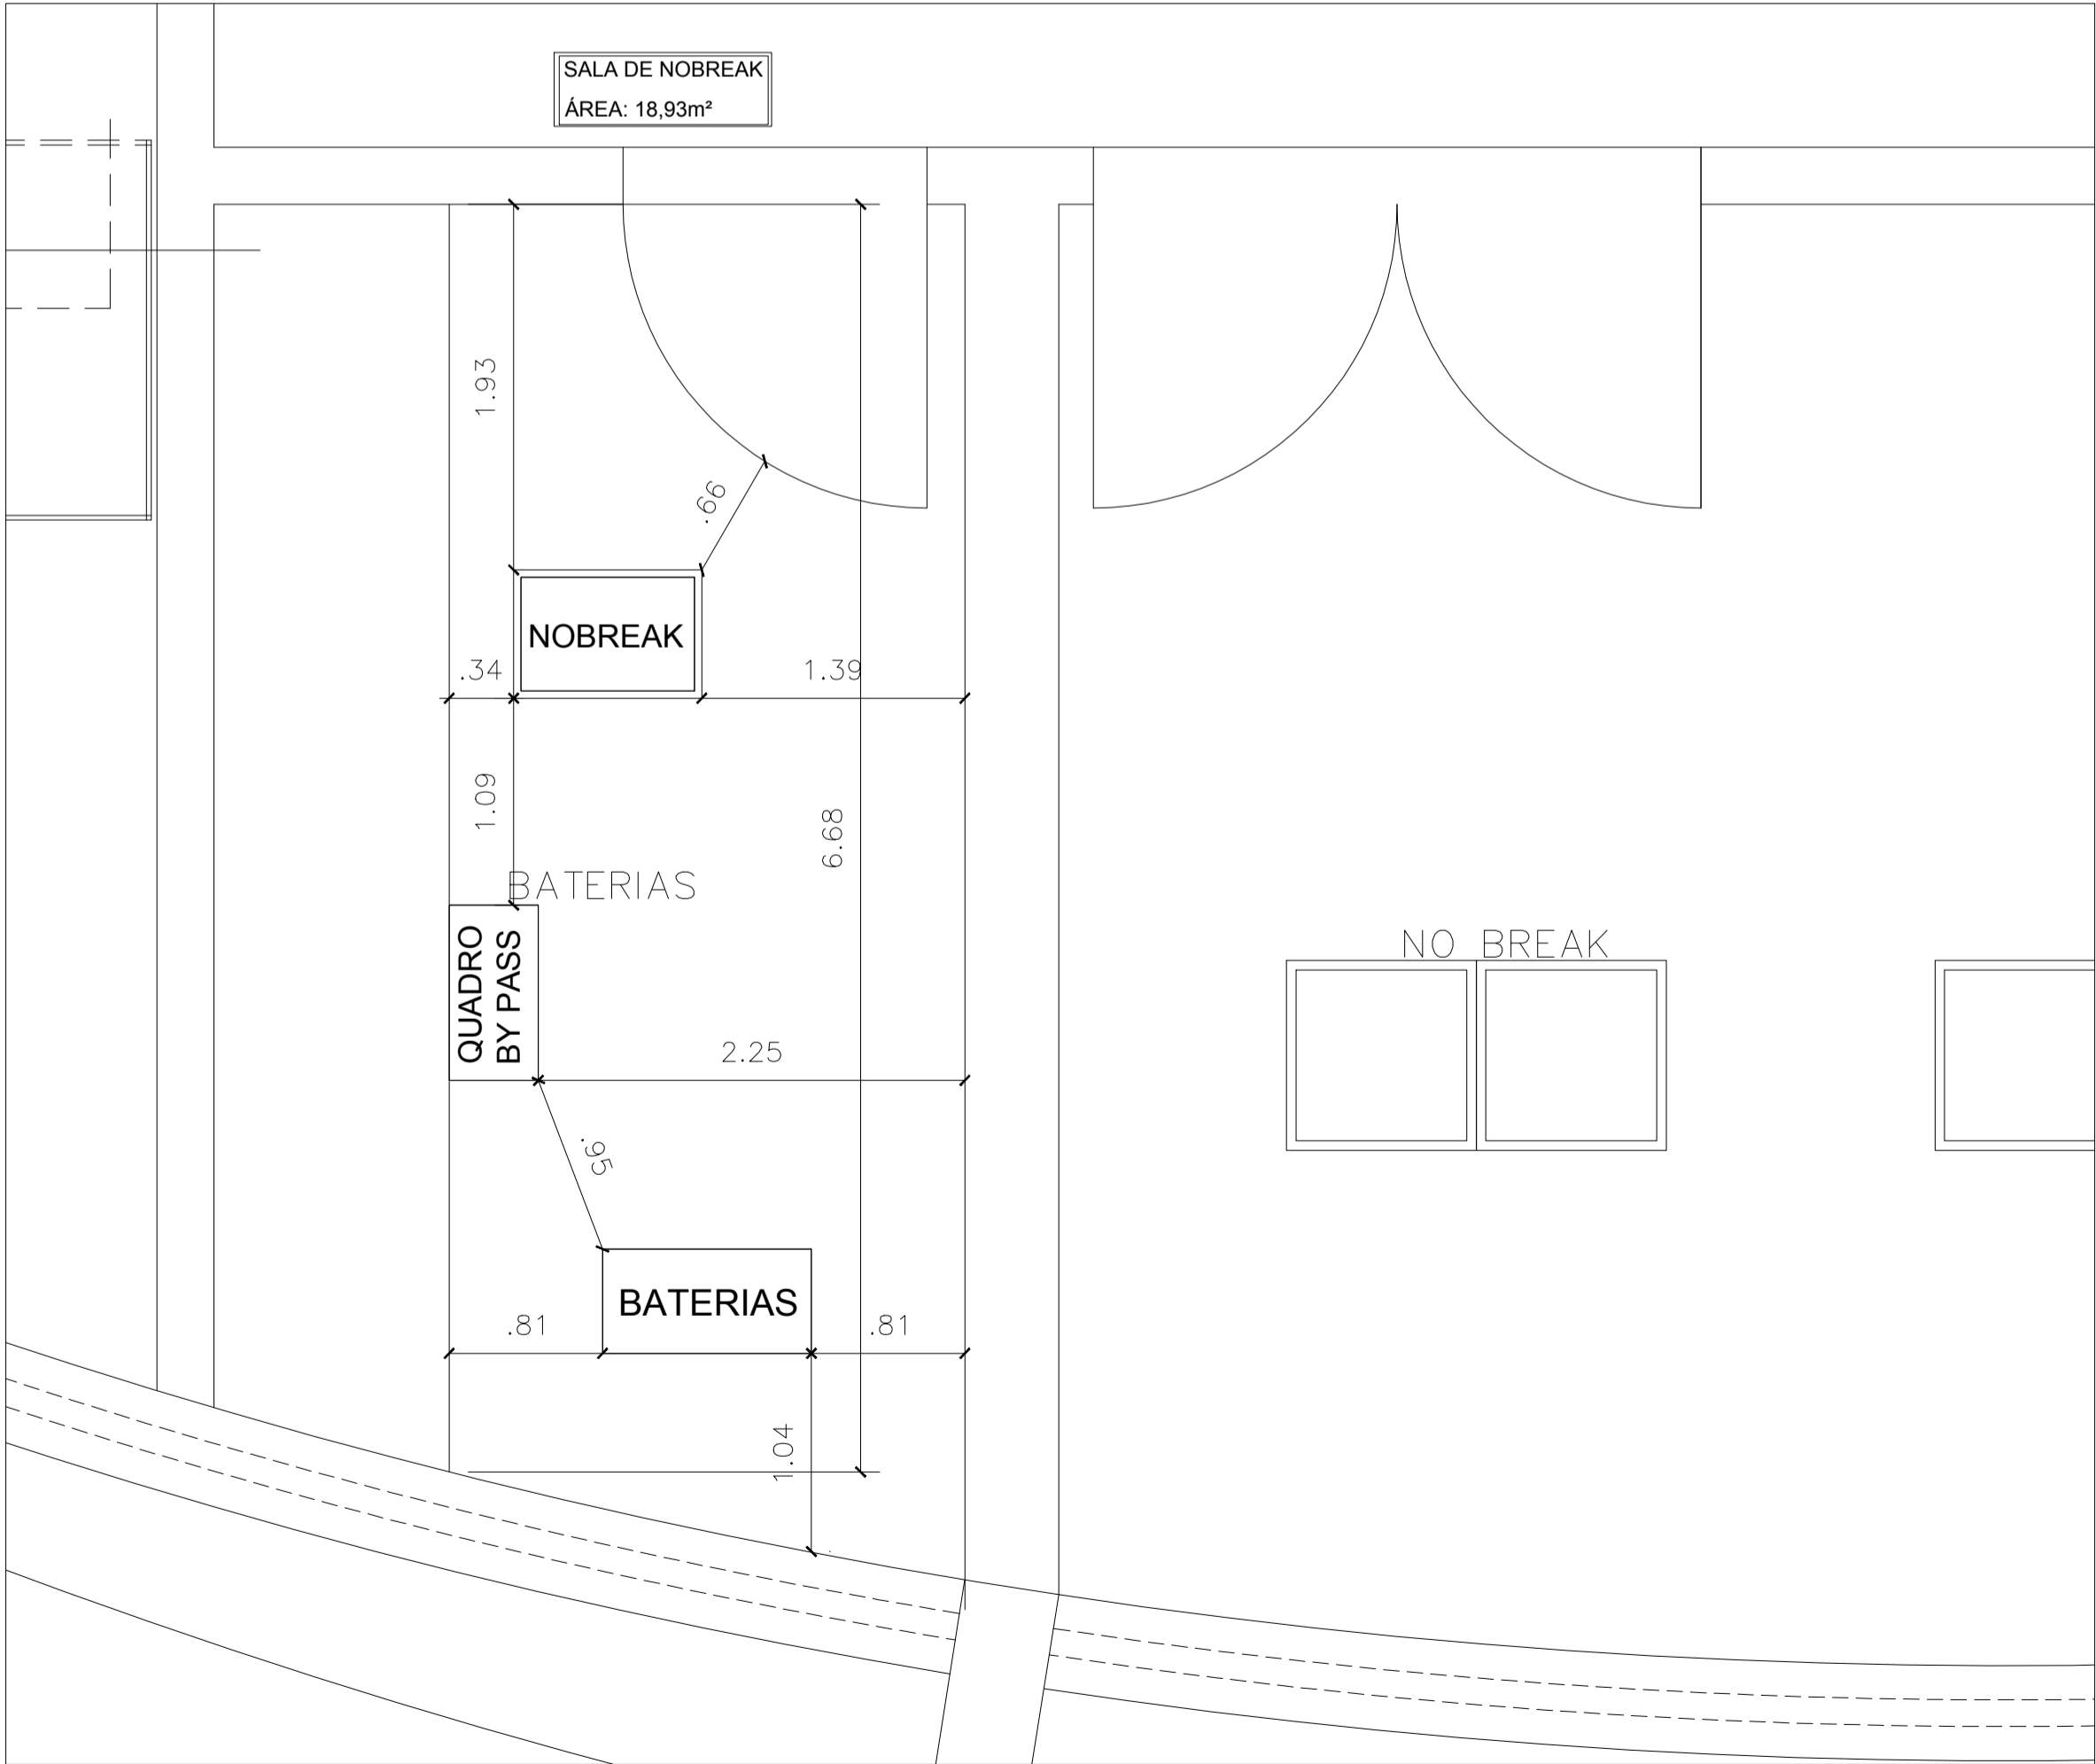 SALA DE NOBREAK
ÁREA: 18,93m²
1.93
.66
NOBREAK
.34
1.39
1.09
6.68
BATERIAS
QUADRO
BY PASS
NO BREAK
2.25
.95
BATERIAS
.81
.81
1.04